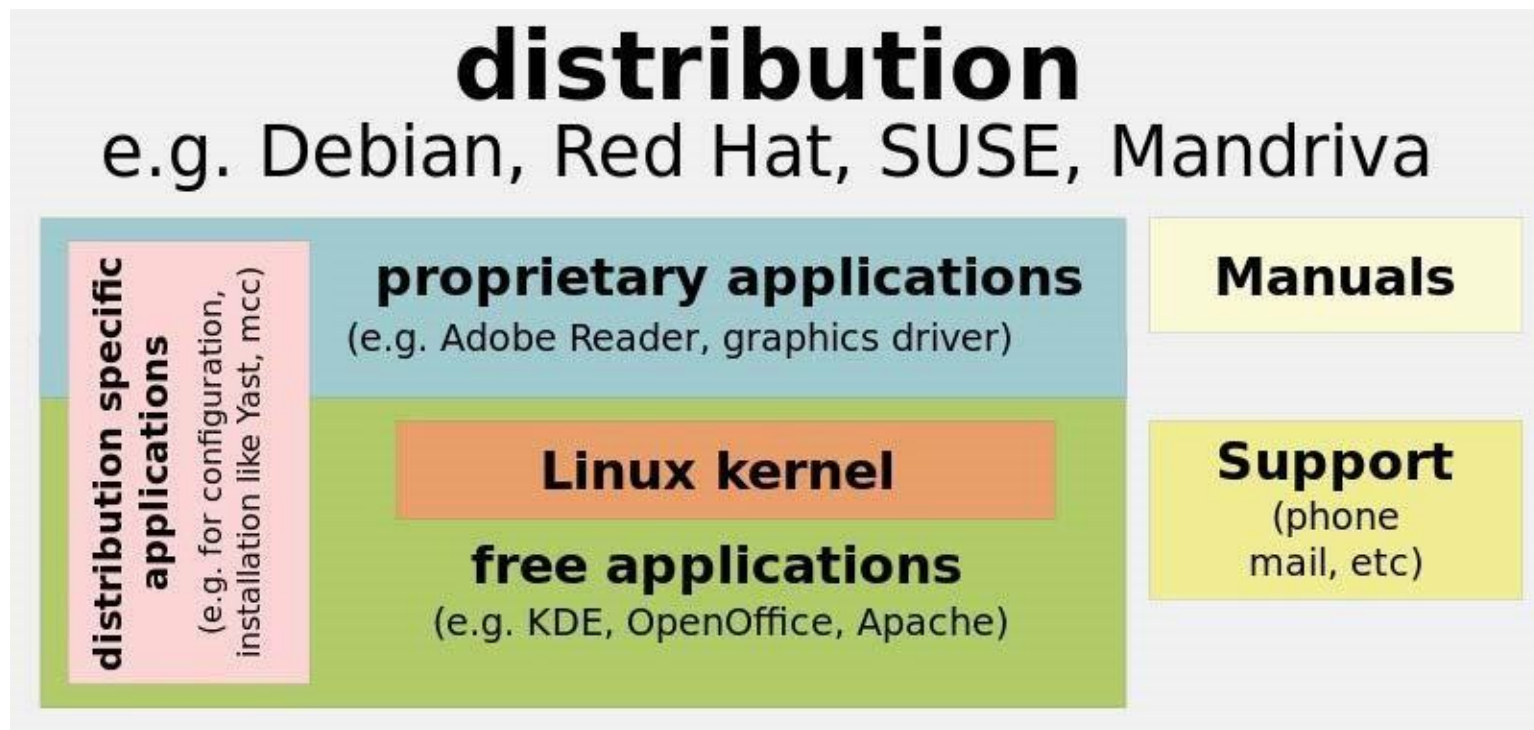 distribution
e.g. Debian, Red Hat, SUSE, Mandriva
distribution specific
applications
(e.g. for configuration,
installation like Yast, mcc)
proprietary applications
(e.g. Adobe Reader, graphics driver)
Linux kernel
free applications
(e.g. KDE, OpenOffice, Apache)
Manuals
Support
(phone
mail, etc)